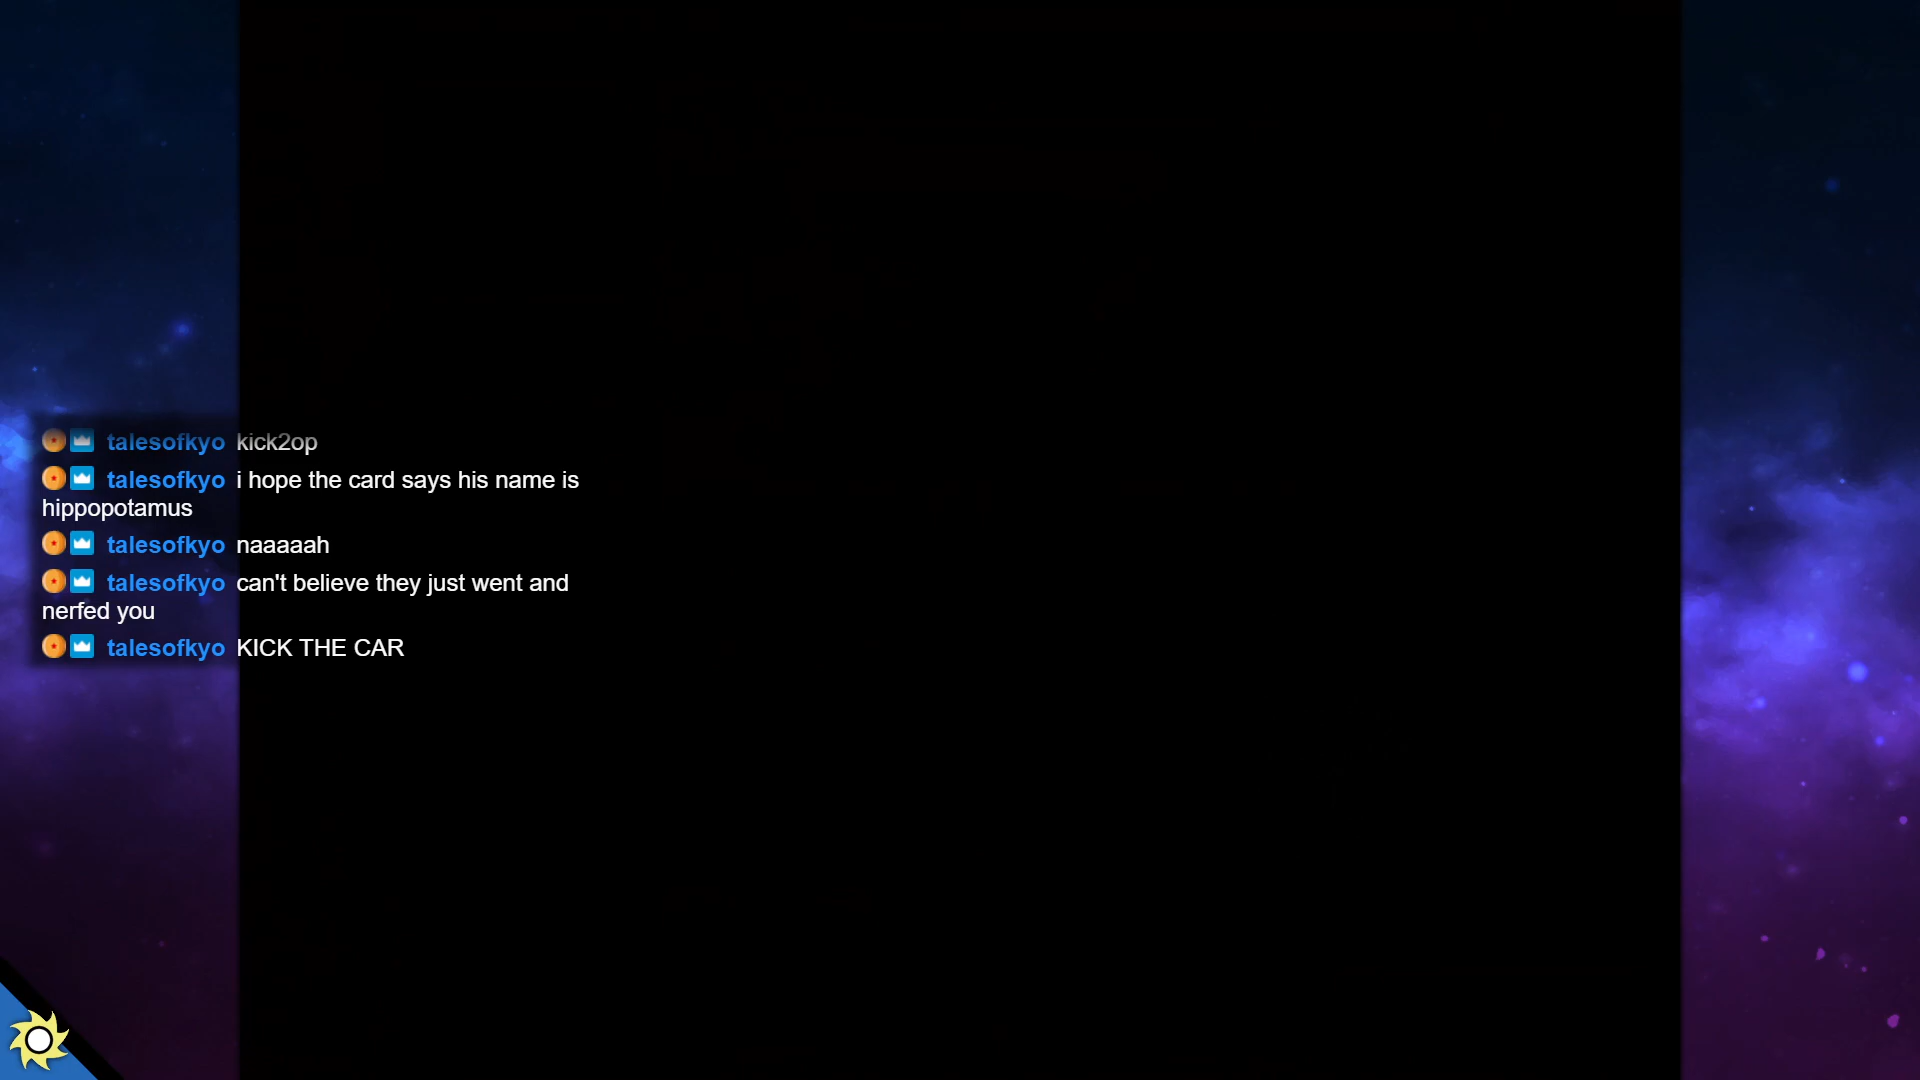 talesofkyo kick2op
talesofkyo i hope the card says his name is
hippopotamus
talesofkyo naaaaah
talesofkyo can't believe they just went and
nerfed you
talesofkyo KICK THE CAR